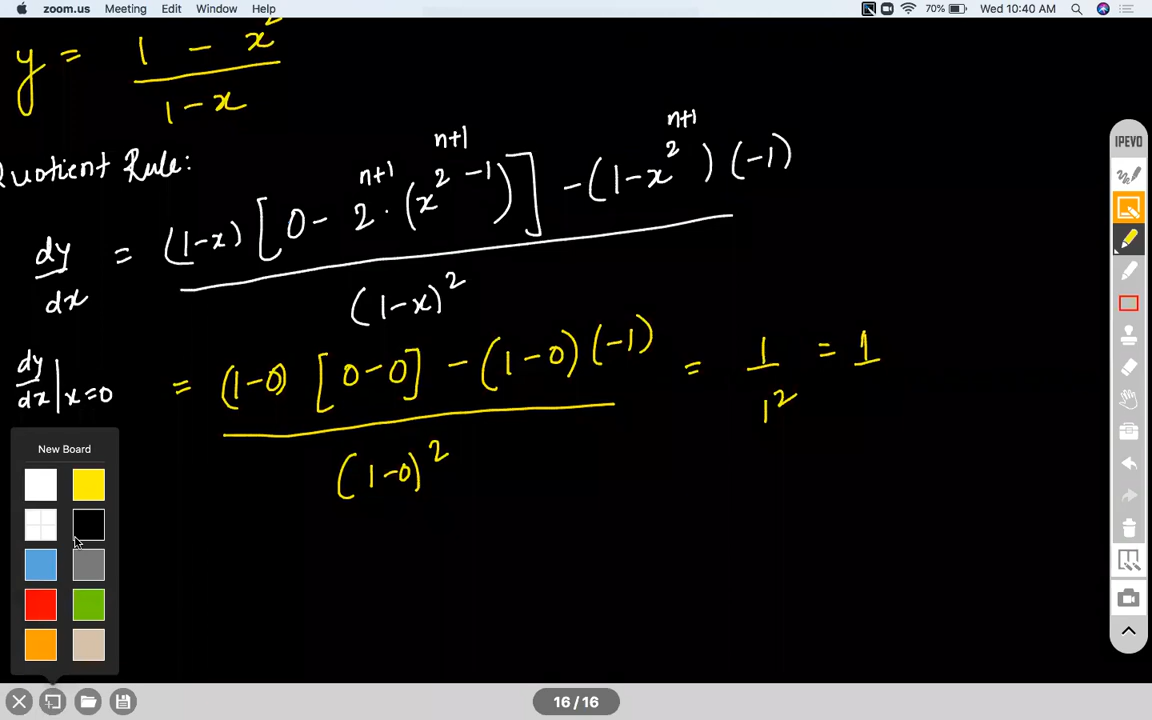 zoom.us Meeting Edit Window Help 70% Wed 10:40 AM
y = 1 - x^2
1-x
Quotient Rule:
dy/dx = (1-x) [0 - 2^{n+1} · (x^{2^{n+1} -1})] - (1-x^{2^{n+1}}) (-1)
(1-x)^2
dy/dx | x=0 = (1-0) [0-0] - (1-0) (-1) = 1/1^2 = 1
(1-0)^2
New Board
16 / 16
IPEVO